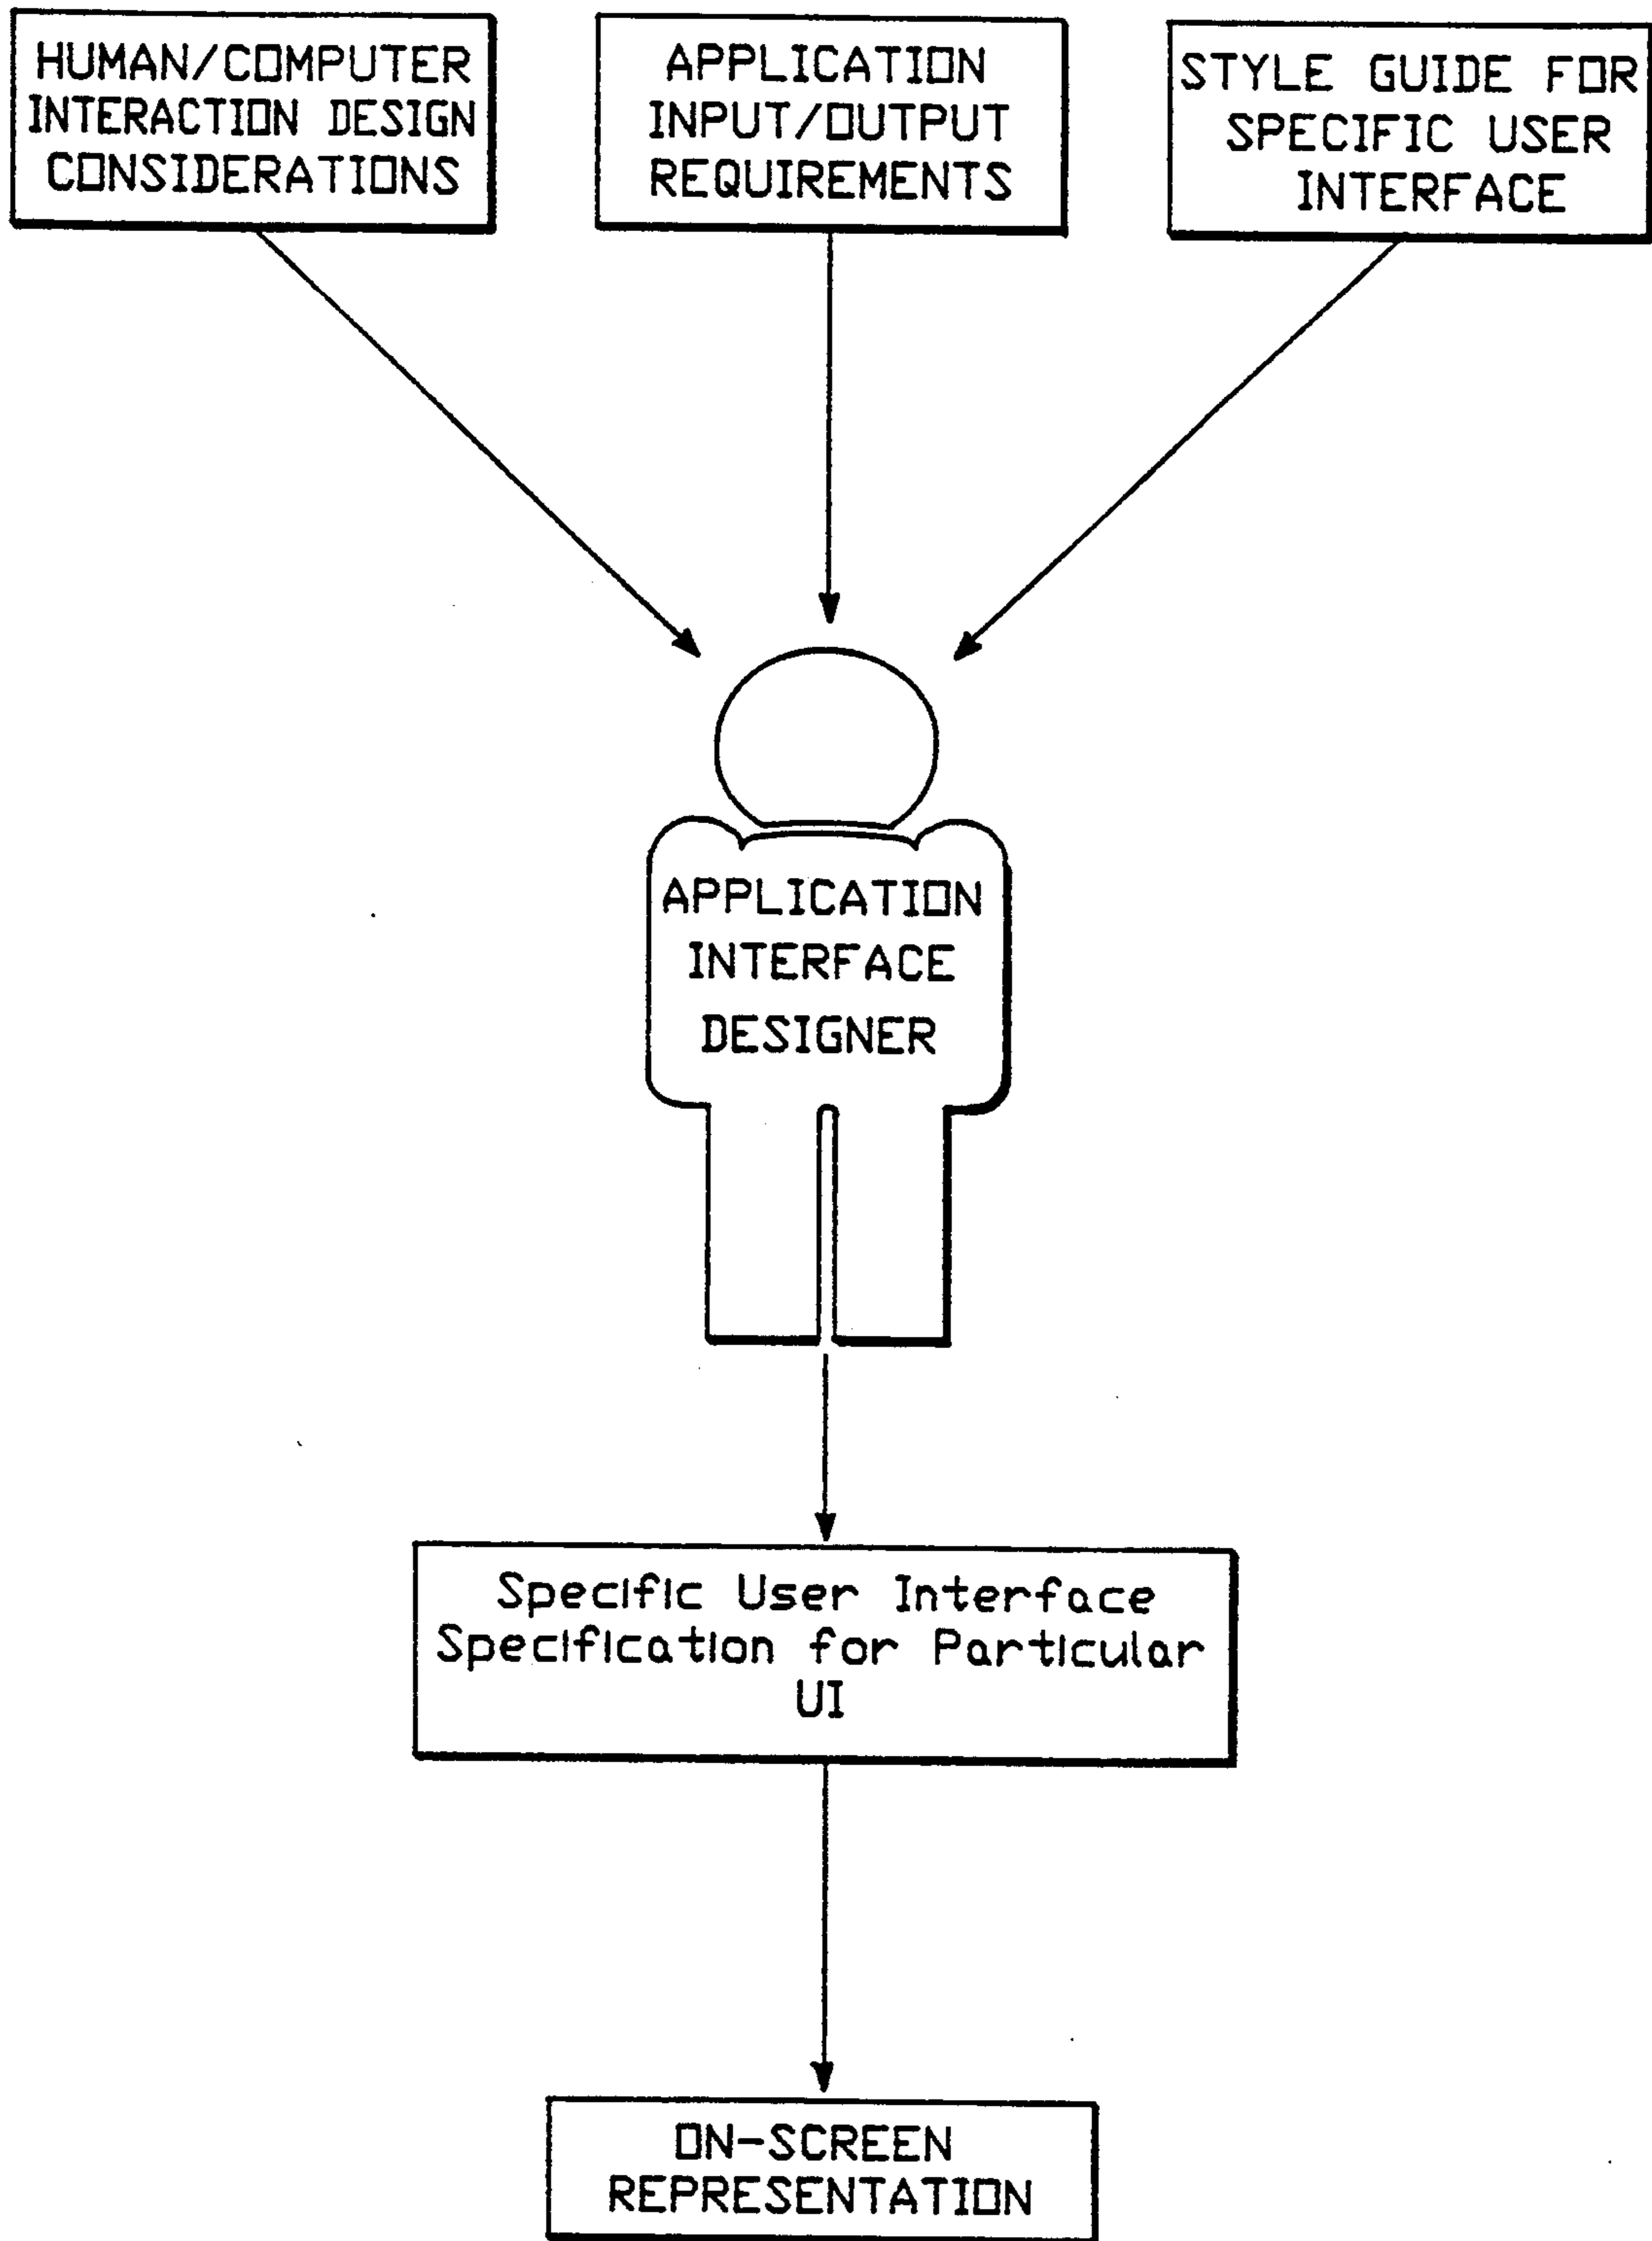 HUMAN/COMPUTER
INTERACTION DESIGN
CONSIDERATIONS
APPLICATION
INPUT/OUTPUT
REQUIREMENTS
STYLE GUIDE FOR
SPECIFIC USER
INTERFACE
APPLICATION
INTERFACE
DESIGNER
Specific User Interface
Specification for Particular
UI
ON-SCREEN
REPRESENTATION